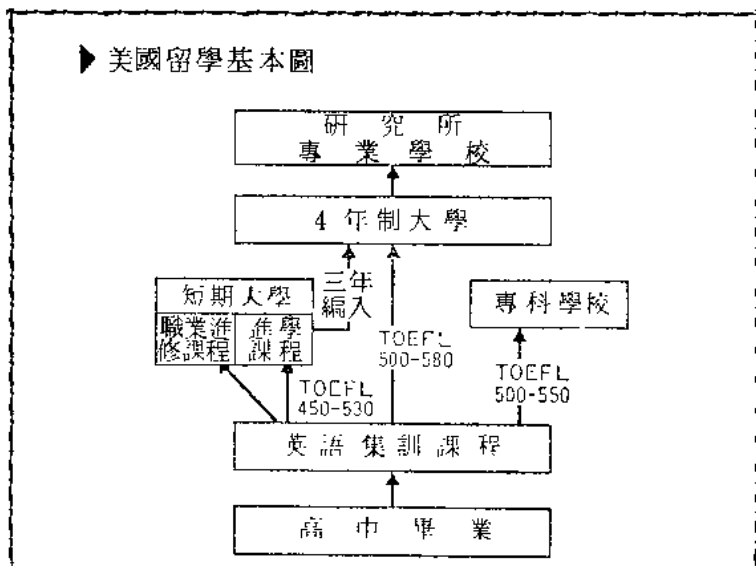 ▶美國留學基本圖
研究所
專業學校
4年制大學
三年
編入
短期大學
職業進
修課程
進學
課程
專科學校
TOEFL
500-580
TOEFL
500-550
TOEFL
450-530
英語集訓課程
高中畢業